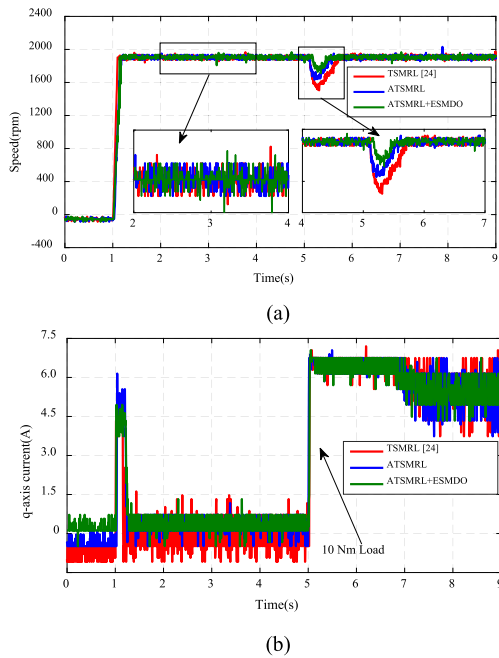 2400
2000
1600
1200
800
400
0
-400
Speed(rpm)
TSMRL [24]
ATSMRL
ATSMRL+ESMDO
2 3 4
4 5 6 7
0 1 2 3 4 5 6 7 8 9
Time(s)
(a)
7.5
6.0
4.5
3.0
1.5
0
q-axis current(A)
TSMRL [24]
ATSMRL
ATSMRL+ESMDO
10 Nm Load
0 1 2 3 4 5 6 7 8 9
Time(s)
(b)